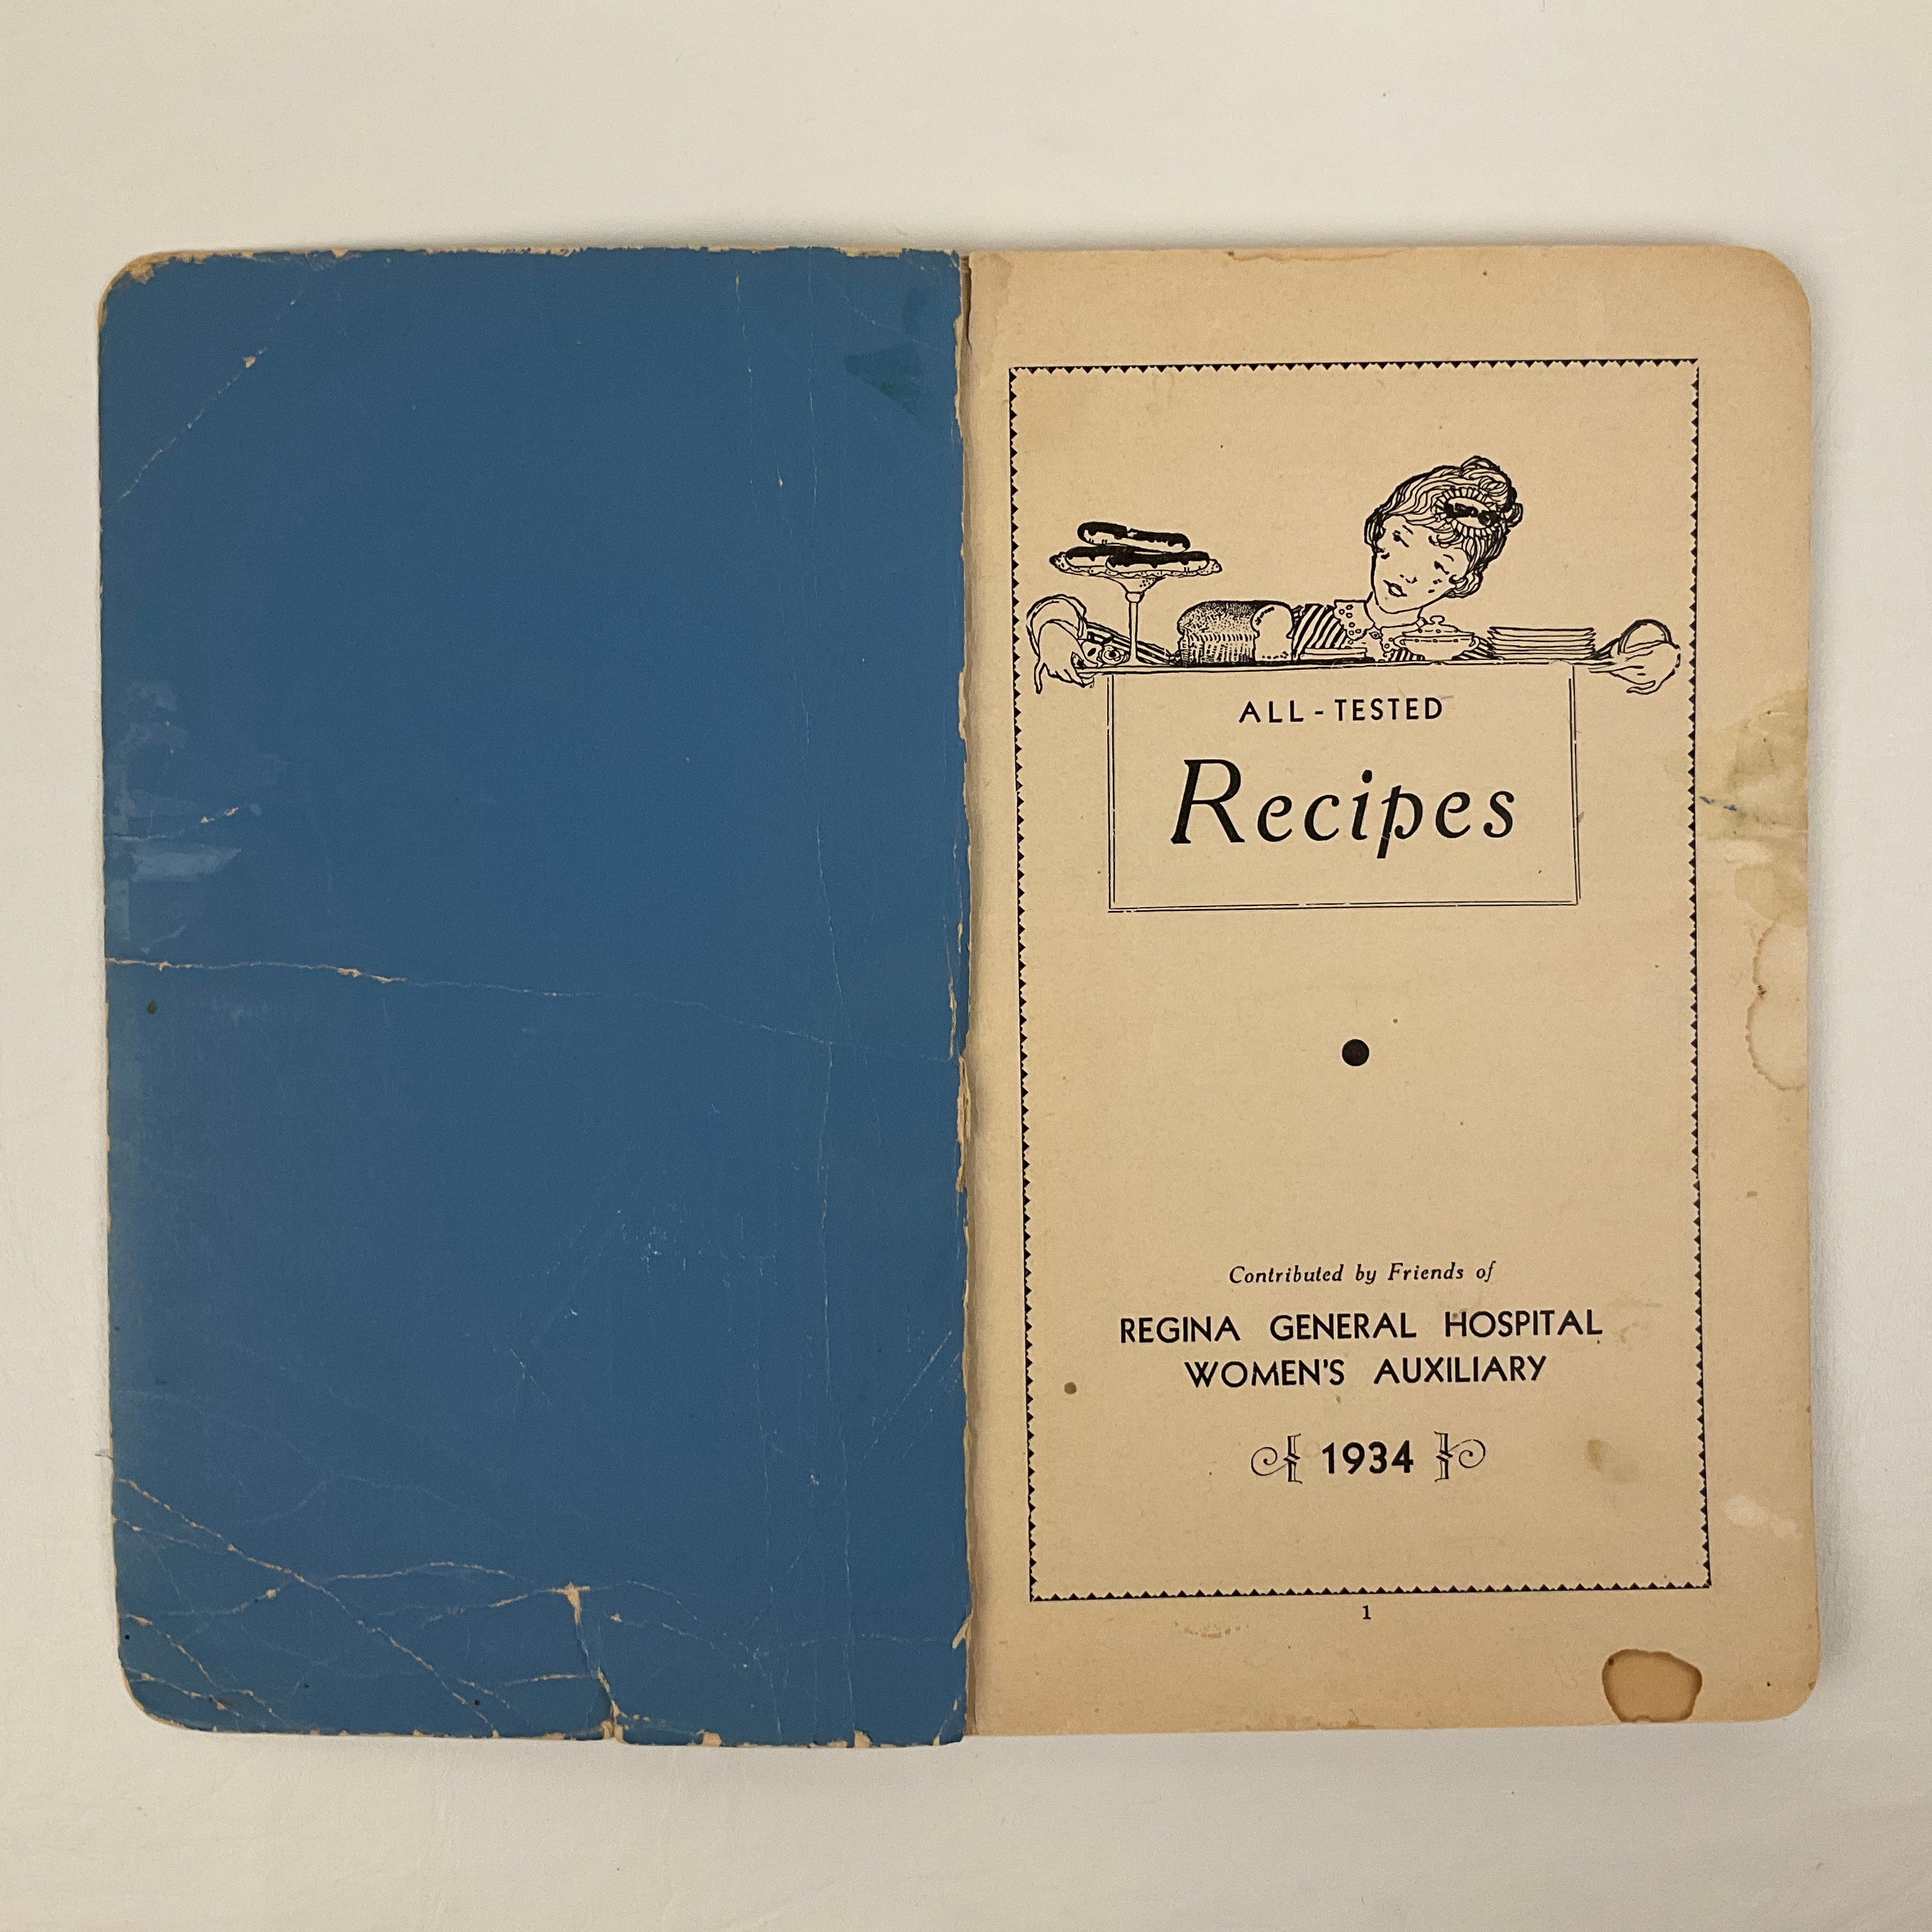 ALL-TESTED
Recipes
Contributed by Friends of
REGINA GENERAL HOSPITAL
WOMEN'S AUXILIARY
1934
1